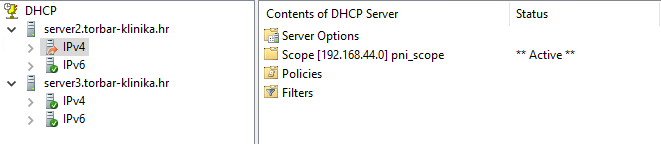 DHCP
server2.torbar-klinika.hr
IPv4
IPv6
server3.torbar-klinika.hr
IPv4
IPv6
Contents of DHCP Server Status
Server Options
Scope [192.168.44.0] pni_scope ** Active **
Policies
Filters